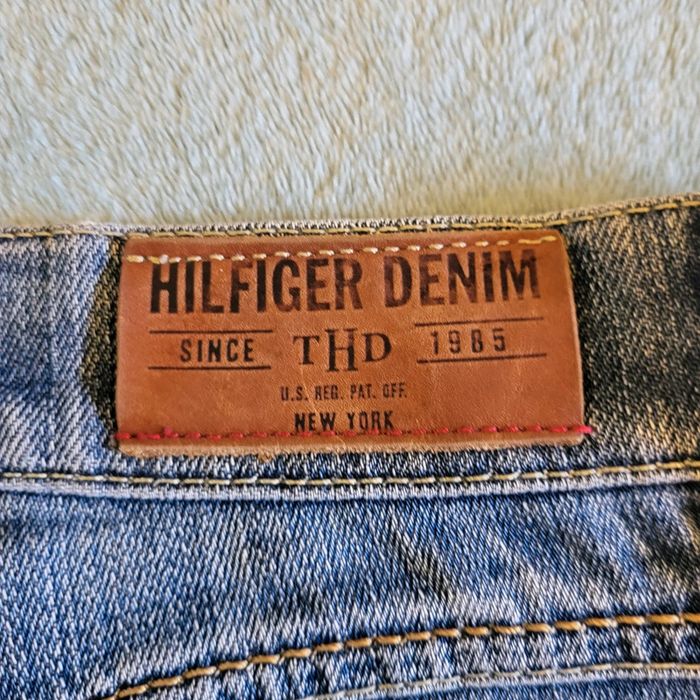 HILFIGER DENIM
SINCE THD 1985
U.S. REG. PAT. OFF.
NEW YORK